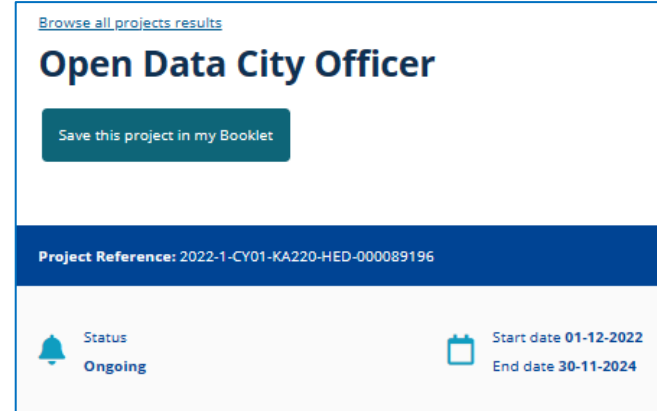 Browse all projects results
Open Data City Officer
Save this project in my Booklet
Project Reference: 2022-1-CY01-KA220-HED-000089196
Status
Ongoing
Start date 01-12-2022
End date 30-11-2024